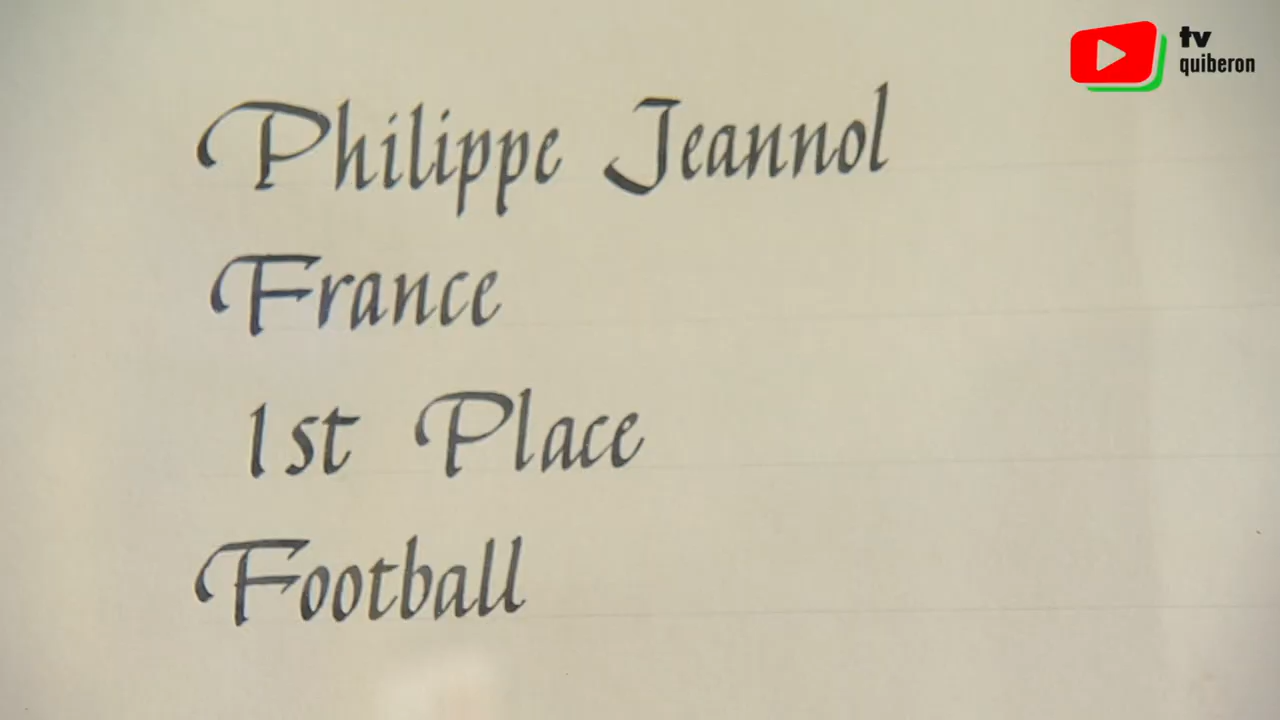 tv
quiberon
Philippe Jeannol
France
1st Place
Football